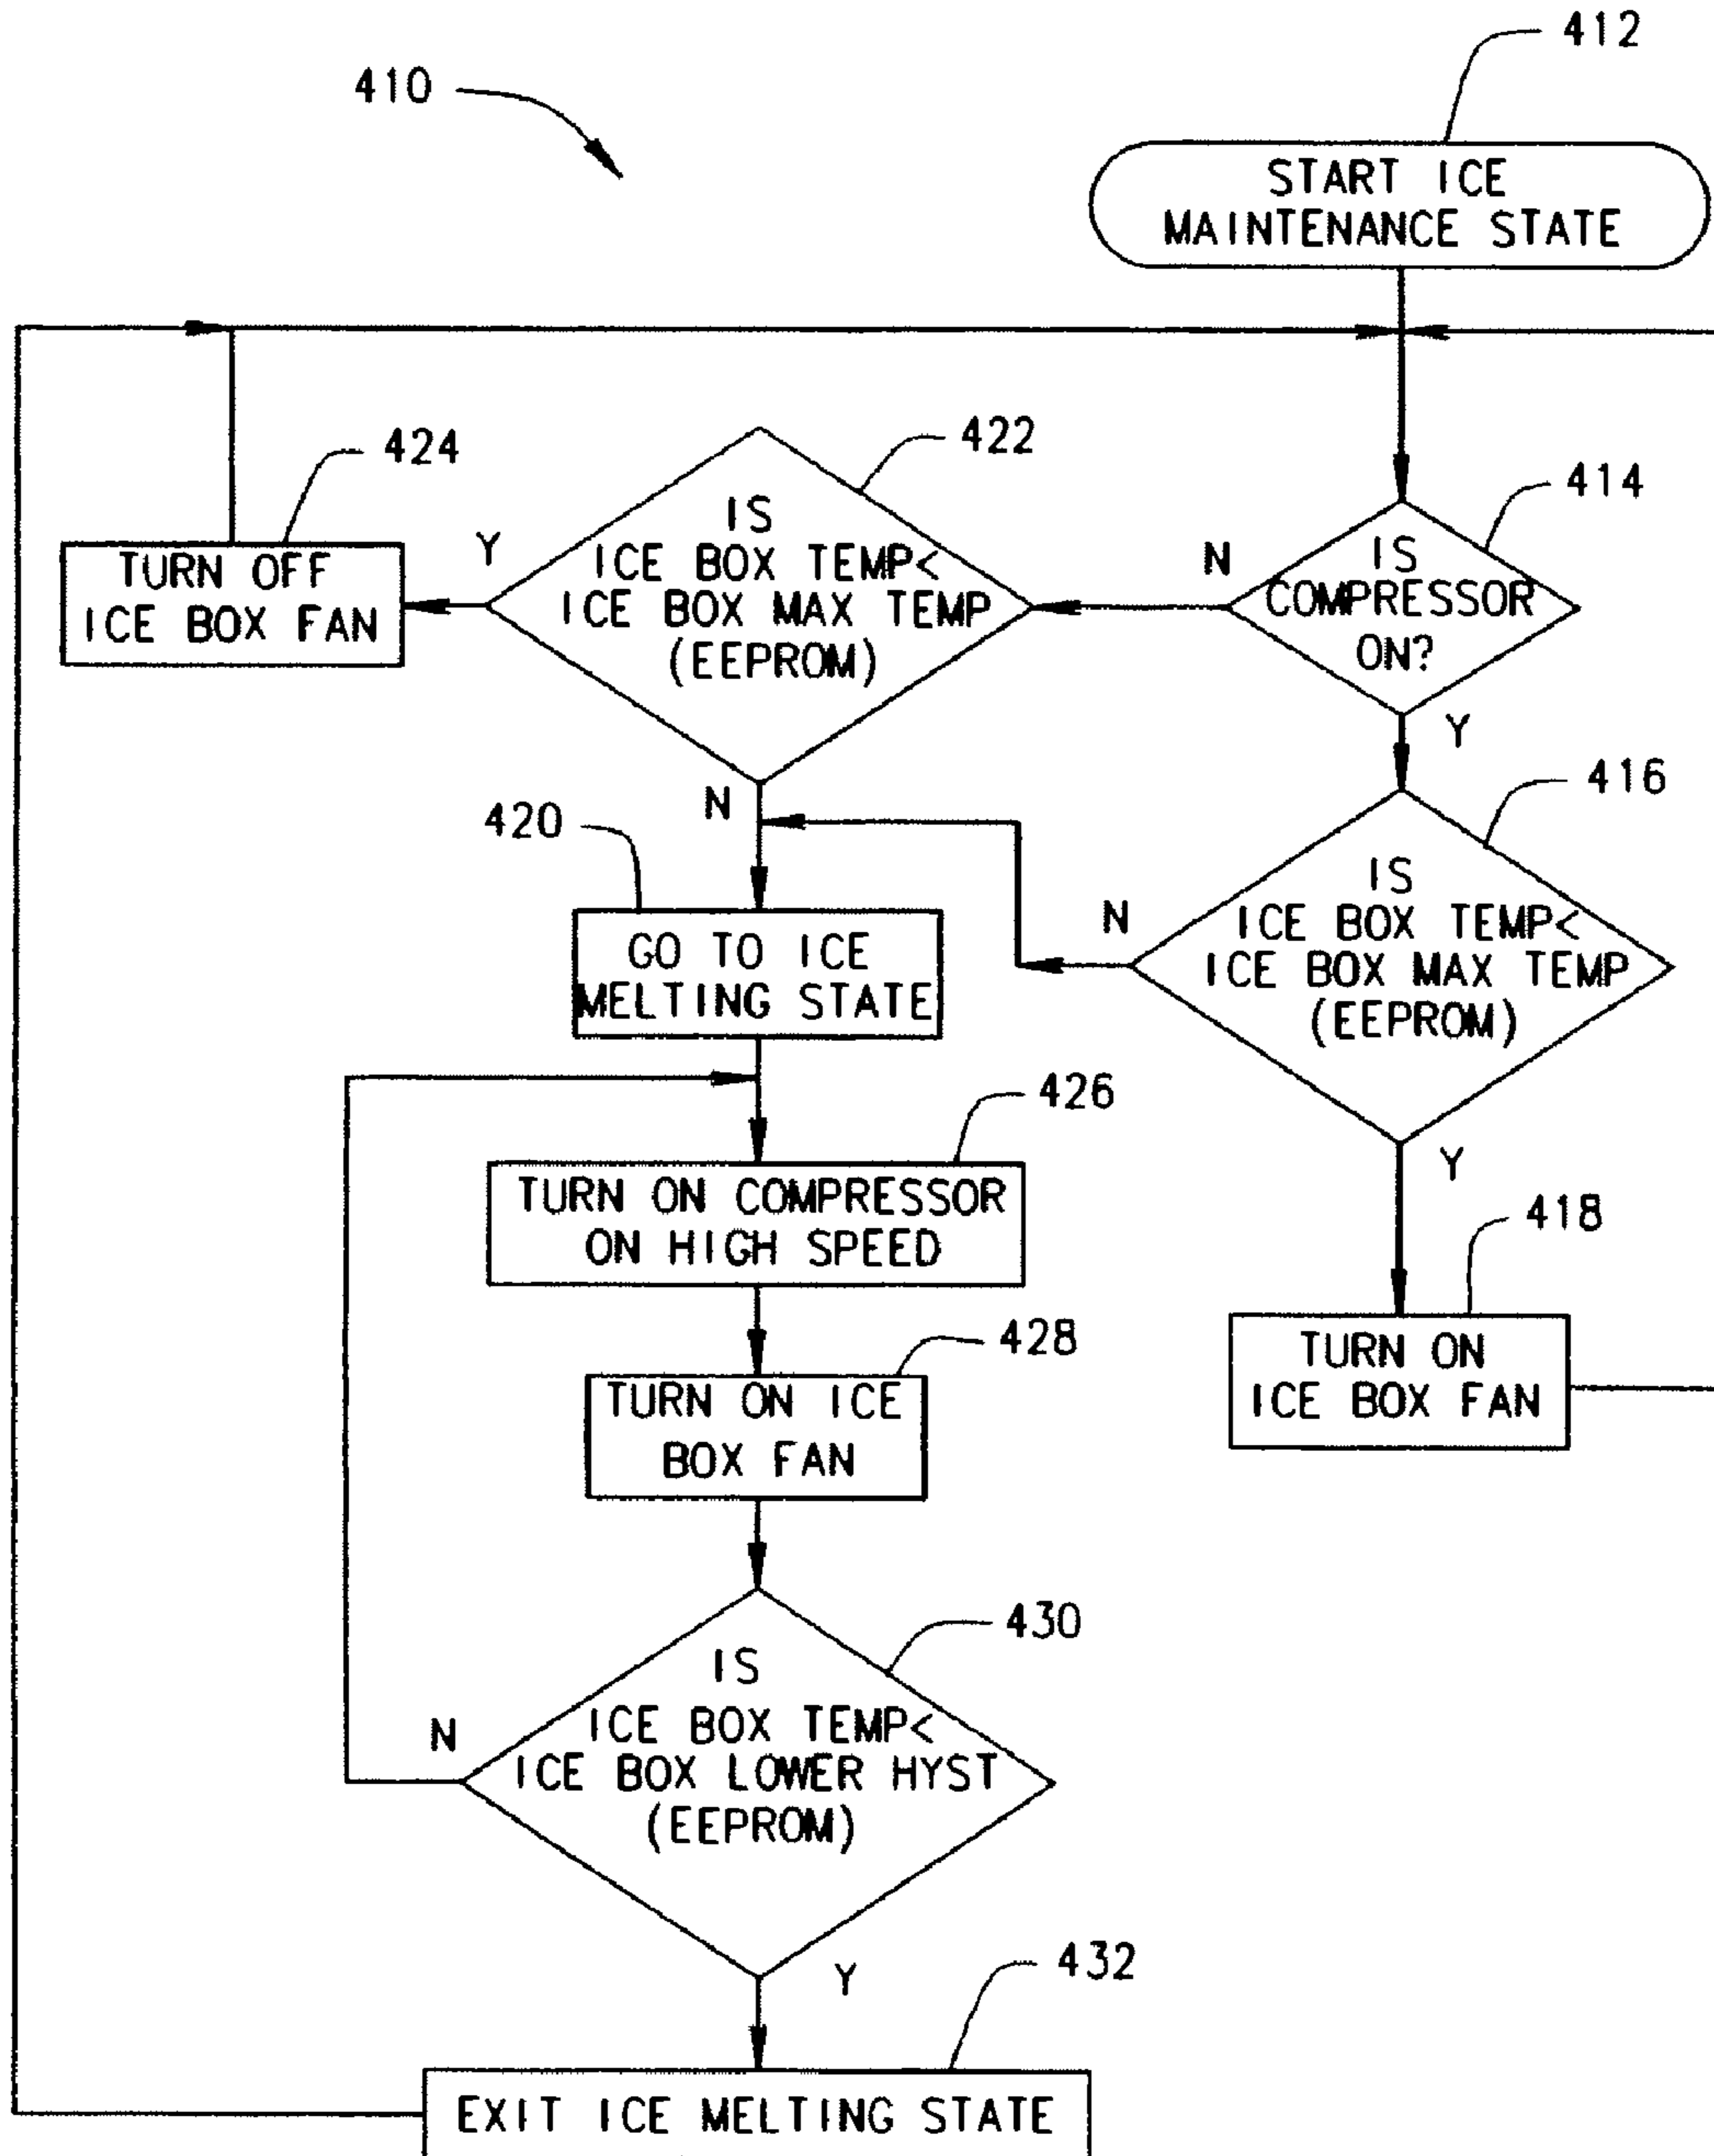 412
410
START ICE
MAINTENANCE STATE
424
422
414
IS
ICE BOX TEMP<
ICE BOX MAX TEMP
(EEPROM)
Y
N
TURN OFF
ICE BOX FAN
IS
COMPRESSOR
ON?
N
Y
420
416
GO TO ICE
MELTING STATE
N
IS
ICE BOX TEMP<
ICE BOX MAX TEMP
(EEPROM)
Y
426
TURN ON COMPRESSOR
ON HIGH SPEED
418
428
TURN ON ICE
BOX FAN
TURN ON
ICE BOX FAN
430
IS
ICE BOX TEMP<
ICE BOX LOWER HYST
(EEPROM)
N
Y
432
EXIT ICE MELTING STATE